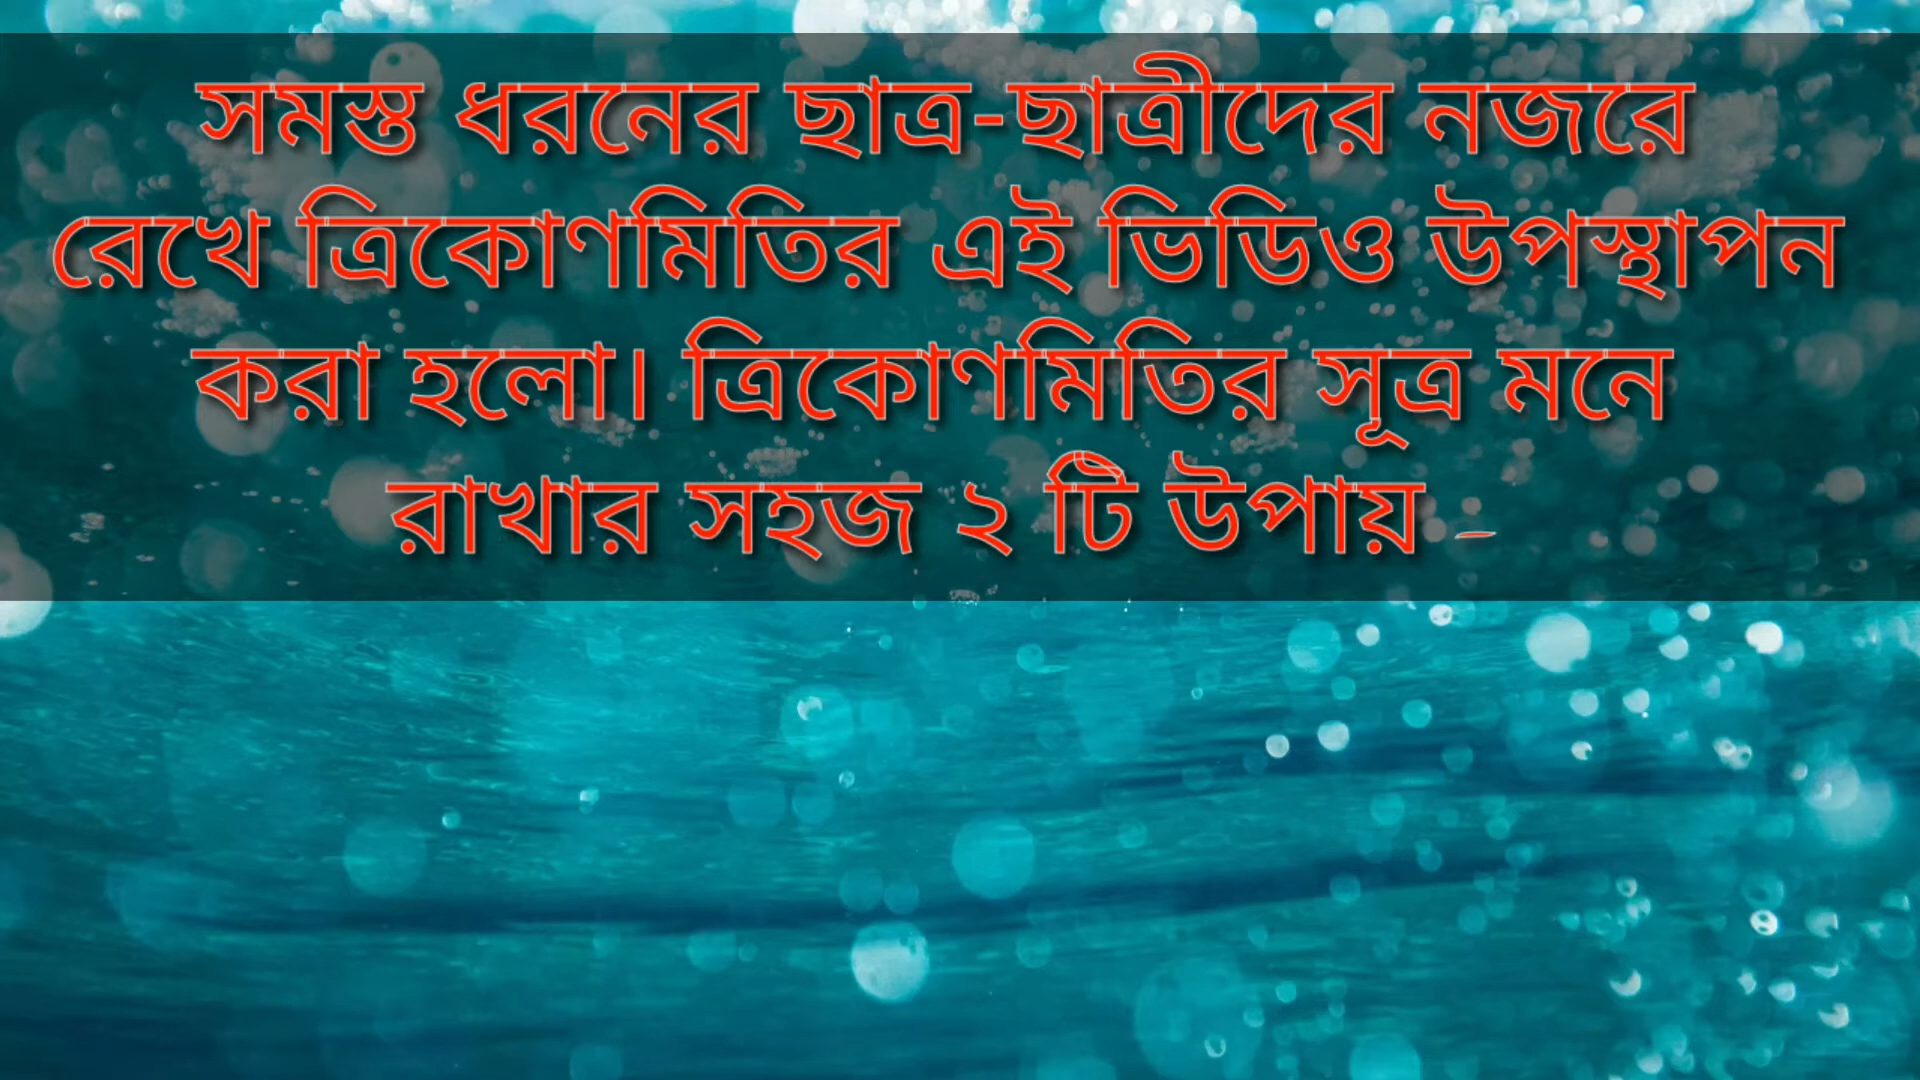 সমস্ত ধরনের ছাত্র-ছাত্রীদের নজরে
রেখে ত্রিকোণমিতির এই ভিডিও উপস্থাপন
করা হলো। ত্রিকোণমিতির সূত্র মনে
রাখার সহজ ২ টি উপায় –